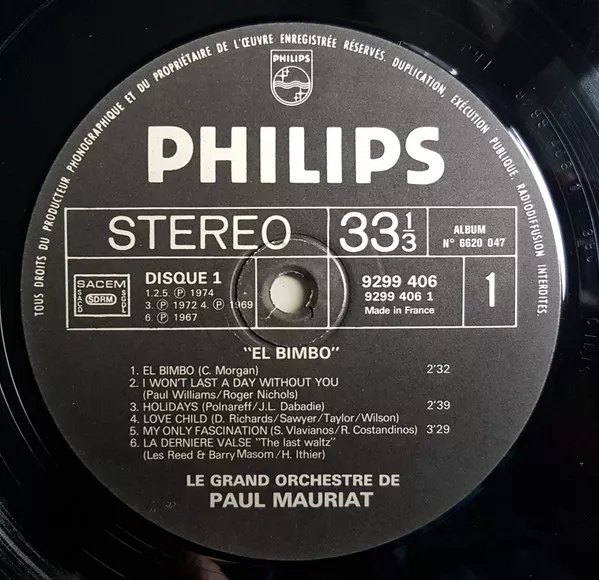 TOUS DROITS DU PRODUCTEUR PHONOGRAPHIQUE ET DU PROPRIÉTAIRE DE L'ŒUVRE ENREGISTRÉE RÉSERVÉS. DUPLICATION, EXÉCUTION PUBLIQUE, RADIODIFFUSION INTERDITES.
PHILIPS
PHILIPS
STEREO
33 1/3
ALBUM
N° 6620 047
SACEM
SACD SDRM SGDL
DISQUE 1
1.2.5. ℗ 1974
3. ℗ 1972 4. ℗ 1969
6. ℗ 1967
9299 406
9299 406 1
Made in France
1
"EL BIMBO"
1. EL BIMBO (C. Morgan) 2'32
2. I WON'T LAST A DAY WITHOUT YOU
(Paul Williams/Roger Nichols)
3. HOLIDAYS (Polnareff/J.L. Dabadie) 2'39
4. LOVE CHILD (D. Richards/Sawyer/Taylor/Wilson)
5. MY ONLY FASCINATION (S. Vlavianos/R. Costandinos) 3'29
6. LA DERNIERE VALSE "The last waltz"
(Les Reed & Barry Masom/H. Ithier)
LE GRAND ORCHESTRE DE
PAUL MAURIAT